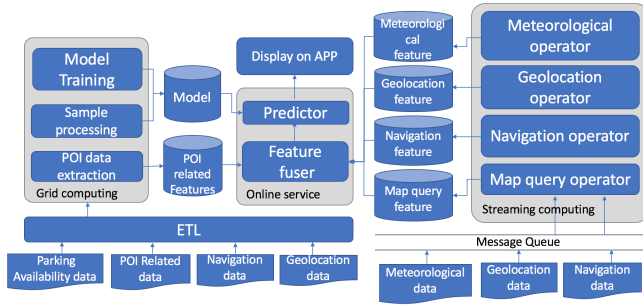 Model
Training
Sample
processing
POI data
extraction
Grid computing
Model
POI
related
Features
Display on APP
Predictor
Feature
fuser
Online service
Meteorologi
cal
feature
Geolocation
feature
Navigation
feature
Map query
feature
Meteorological
operator
Geolocation
operator
Navigation operator
Map query operator
Streaming computing
ETL
Message Queue
Parking
Availability data
POI Related
data
Navigation
data
Geolocation
data
Meteorological
data
Geolocation
data
Navigation
data